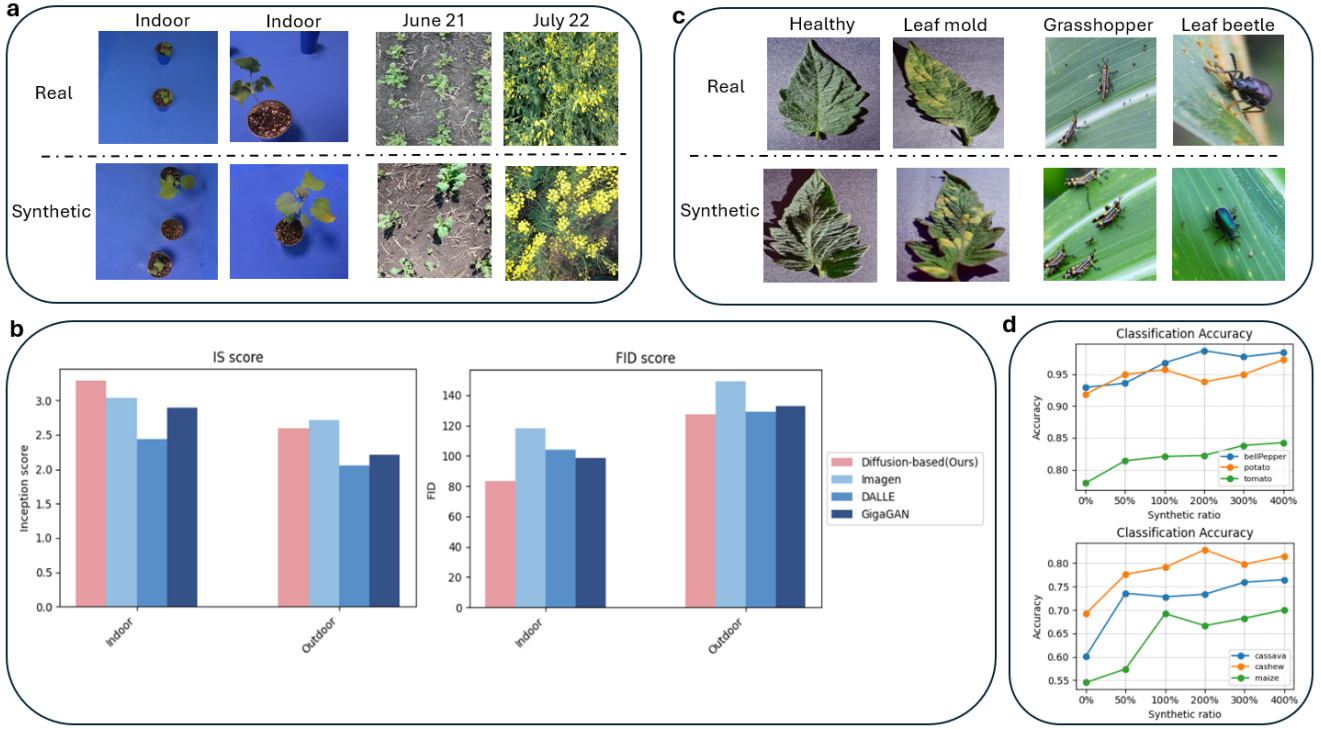 a
Indoor Indoor June 21 July 22
Real
Synthetic
c
Healthy Leaf mold Grasshopper Leaf beetle
Real
Synthetic
b
IS score
Inception score
3.0
2.5
2.0
1.5
1.0
0.5
0.0
Indoor Outdoor
FID score
FID
140
120
100
80
60
40
20
0
Indoor Outdoor
Diffusion-based(Ours)
Imagen
DALLE
GigaGAN
d
Classification Accuracy
Accuracy
0.95
0.90
0.85
0.80
bellPepper
potato
tomato
0% 50% 100% 200% 300% 400%
Synthetic ratio
Classification Accuracy
Accuracy
0.80
0.75
0.70
0.65
0.60
0.55
cassava
cashew
maize
0% 50% 100% 200% 300% 400%
Synthetic ratio